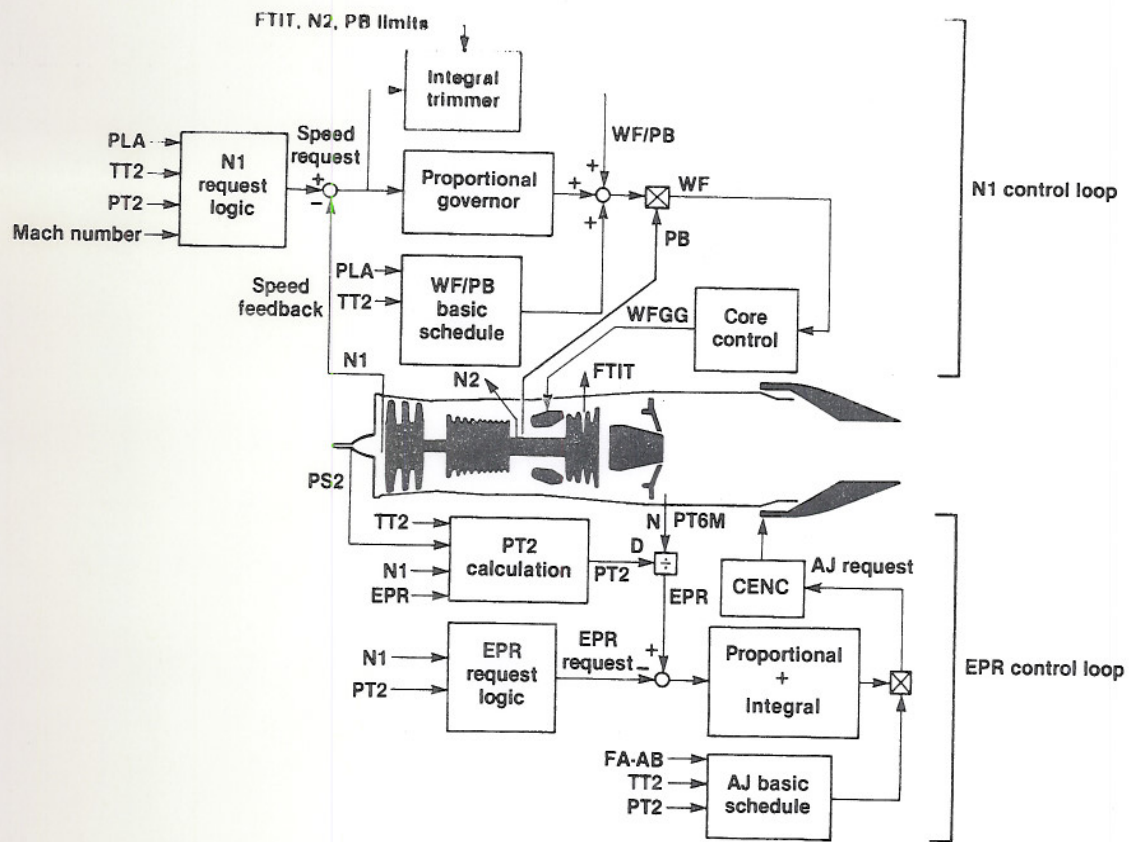 FTIT, N2, PB limits
Integral
trimmer
WF/PB
PLA
TT2
PT2
Mach number
N1
request
logic
Speed
request
+
−
Proportional
governor
+
+
+
WF
PB
N1 control loop
Speed
feedback
PLA
TT2
WF/PB
basic
schedule
WFGG
Core
control
N1
N2
FTIT
PS2
TT2
N1
EPR
PT2
calculation
D
PT2
N
PT6M
÷
EPR
CENC
AJ request
N1
PT2
EPR
request
logic
EPR
request
−
+
Proportional
+
Integral
EPR control loop
FA-AB
TT2
PT2
AJ basic
schedule